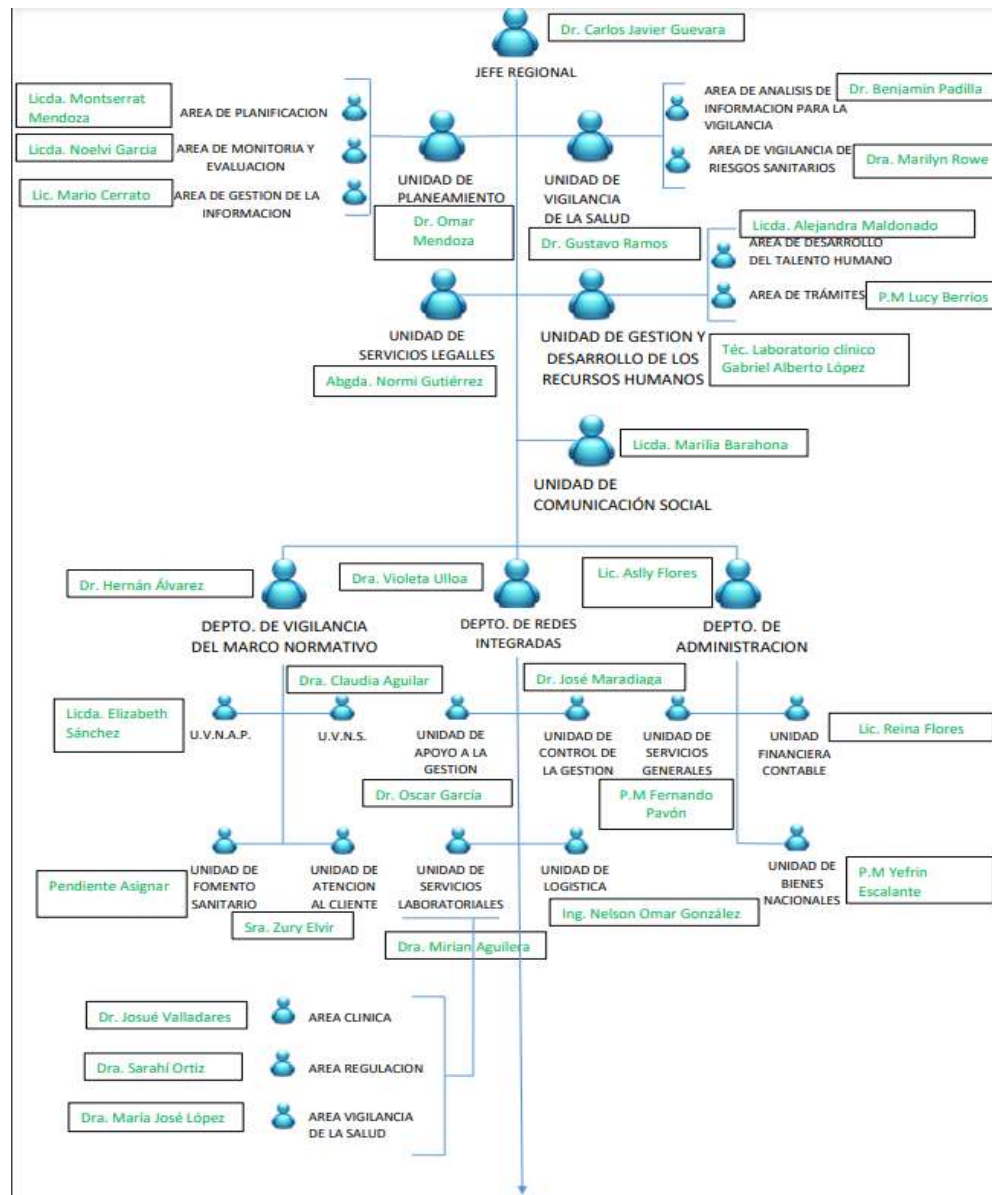 Dr. Carlos Javier Guevara
JEFE REGIONAL
Licda. Montserrat
Mendoza
AREA DE PLANIFICACION
Licda. Noelvi García
AREA DE MONITORIA Y
EVALUACION
Lic. Mario Cerrato
AREA DE GESTION DE LA
INFORMACION
UNIDAD DE
PLANEAMIENTO
Dr. Omar
Mendoza
UNIDAD DE
VIGILANCIA
DE LA SALUD
Dr. Gustavo Ramos
AREA DE ANALISIS DE
INFORMACION PARA LA
VIGILANCIA
Dr. Benjamín Padilla
AREA DE VIGILANCIA DE
RIESGOS SANITARIOS
Dra. Marilyn Rowe
Licda. Alejandra Maldonado
AREA DE DESARROLLO
DEL TALENTO HUMANO
AREA DE TRÁMITES
P.M Lucy Berrios
UNIDAD DE
SERVICIOS LEGALLES
Abgda. Normi Gutiérrez
UNIDAD DE GESTION Y
DESARROLLO DE LOS
RECURSOS HUMANOS
Téc. Laboratorio clínico
Gabriel Alberto López
Licda. Marilia Barahona
UNIDAD DE
COMUNICACIÓN SOCIAL
Dr. Hernán Álvarez
DEPTO. DE VIGILANCIA
DEL MARCO NORMATIVO
Dra. Violeta Ulloa
DEPTO. DE REDES
INTEGRADAS
Lic. Aslly Flores
DEPTO. DE
ADMINISTRACION
Licda. Elizabeth
Sánchez
U.V.N.A.P.
Dra. Claudia Aguilar
U.V.N.S.
UNIDAD DE
APOYO A LA
GESTION
Dr. Oscar García
Dr. José Maradiaga
UNIDAD DE
CONTROL DE
LA GESTION
UNIDAD DE
SERVICIOS
GENERALES
P.M Fernando
Pavón
UNIDAD
FINANCIERA
CONTABLE
Lic. Reina Flores
Pendiente Asignar
UNIDAD DE
FOMENTO
SANITARIO
UNIDAD DE
ATENCION
AL CLIENTE
Sra. Zury Elvir
UNIDAD DE
SERVICIOS
LABORATORIALES
Dra. Mirian Aguilera
UNIDAD DE
LOGISTICA
Ing. Nelson Omar González
UNIDAD DE
BIENES
NACIONALES
P.M Yefrin
Escalante
Dr. Josué Valladares
AREA CLINICA
Dra. Sarahí Ortiz
AREA REGULACION
Dra. María José López
AREA VIGILANCIA
DE LA SALUD